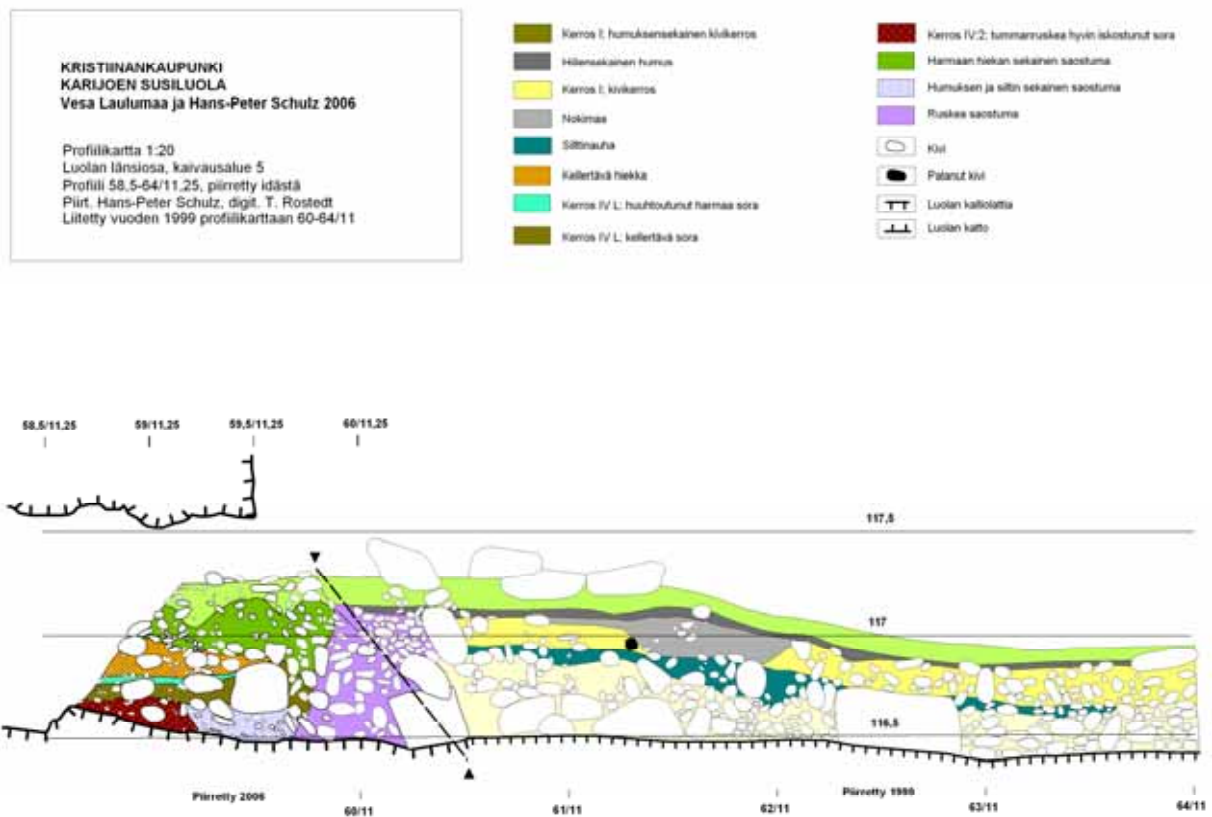 KRISTIINANKAUPUNKI
KARIJOEN SUSILUOLA
Vesa Laulumaa ja Hans-Peter Schulz 2006
Profiilikartta 1:20
Luolan länsiosa, kaivausalue 5
Profiili 58,5-64/11,25, piirretty idästä
Piirt. Hans-Peter Schulz, digit. T. Rostedt
Liitetty vuoden 1999 profiilikarttaan 60-64/11
Kerros I; humuksensekainen kivikerros
Hiilensekainen humus
Kerros I; kivikerros
Nokimaa
Silttinauha
Kellertävä hiekka
Kerros IV L; huuhtoutunut harmaa sora
Kerros IV L; kellertävä sora
Kerros IV:2; tummanruskea hyvin iskostunut sora
Harmaan hiekan sekainen saostuma
Humuksen ja siltin sekainen saostuma
Ruskea saostuma
Kivi
Palanut kivi
Luolan kalliolattia
Luolan katto
58,5/11,25
59/11,25
59,5/11,25
60/11,25
117,5
117
116,5
Piirretty 2006
Piirretty 1999
60/11
61/11
62/11
63/11
64/11